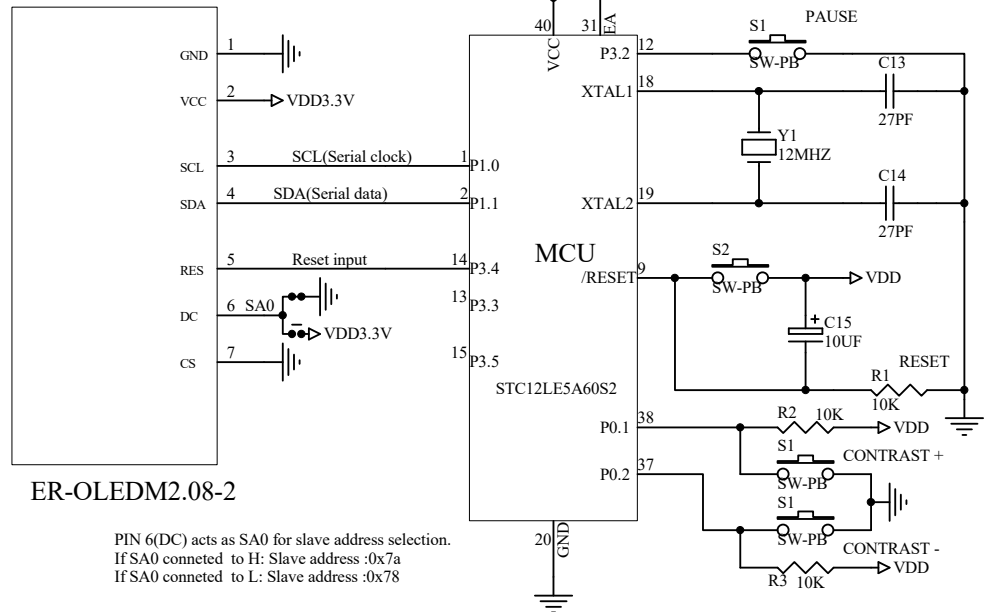 40
31
VCC
EA
PAUSE
S1
P3.2
12
SW-PB
GND
1
VCC
2
VDD3.3V
XTAL1
18
C13
27PF
Y1
12MHZ
SCL
3
SCL(Serial clock)
1
P1.0
SDA
4
SDA(Serial data)
2
P1.1
XTAL2
19
C14
27PF
MCU
RES
5
Reset input
14
P3.4
/RESET
9
S2
SW-PB
VDD
13
P3.3
DC
6
SA0
VDD3.3V
+
C15
10UF
CS
7
15
P3.5
RESET
R1
10K
STC12LE5A60S2
P0.1
38
R2
10K
VDD
S1
CONTRAST +
SW-PB
P0.2
37
S1
SW-PB
CONTRAST -
R3
10K
VDD
ER-OLEDM2.08-2
20
GND
PIN 6(DC) acts as SA0 for slave address selection.
If SA0 conneted to H: Slave address :0x7a
If SA0 conneted to L: Slave address :0x78